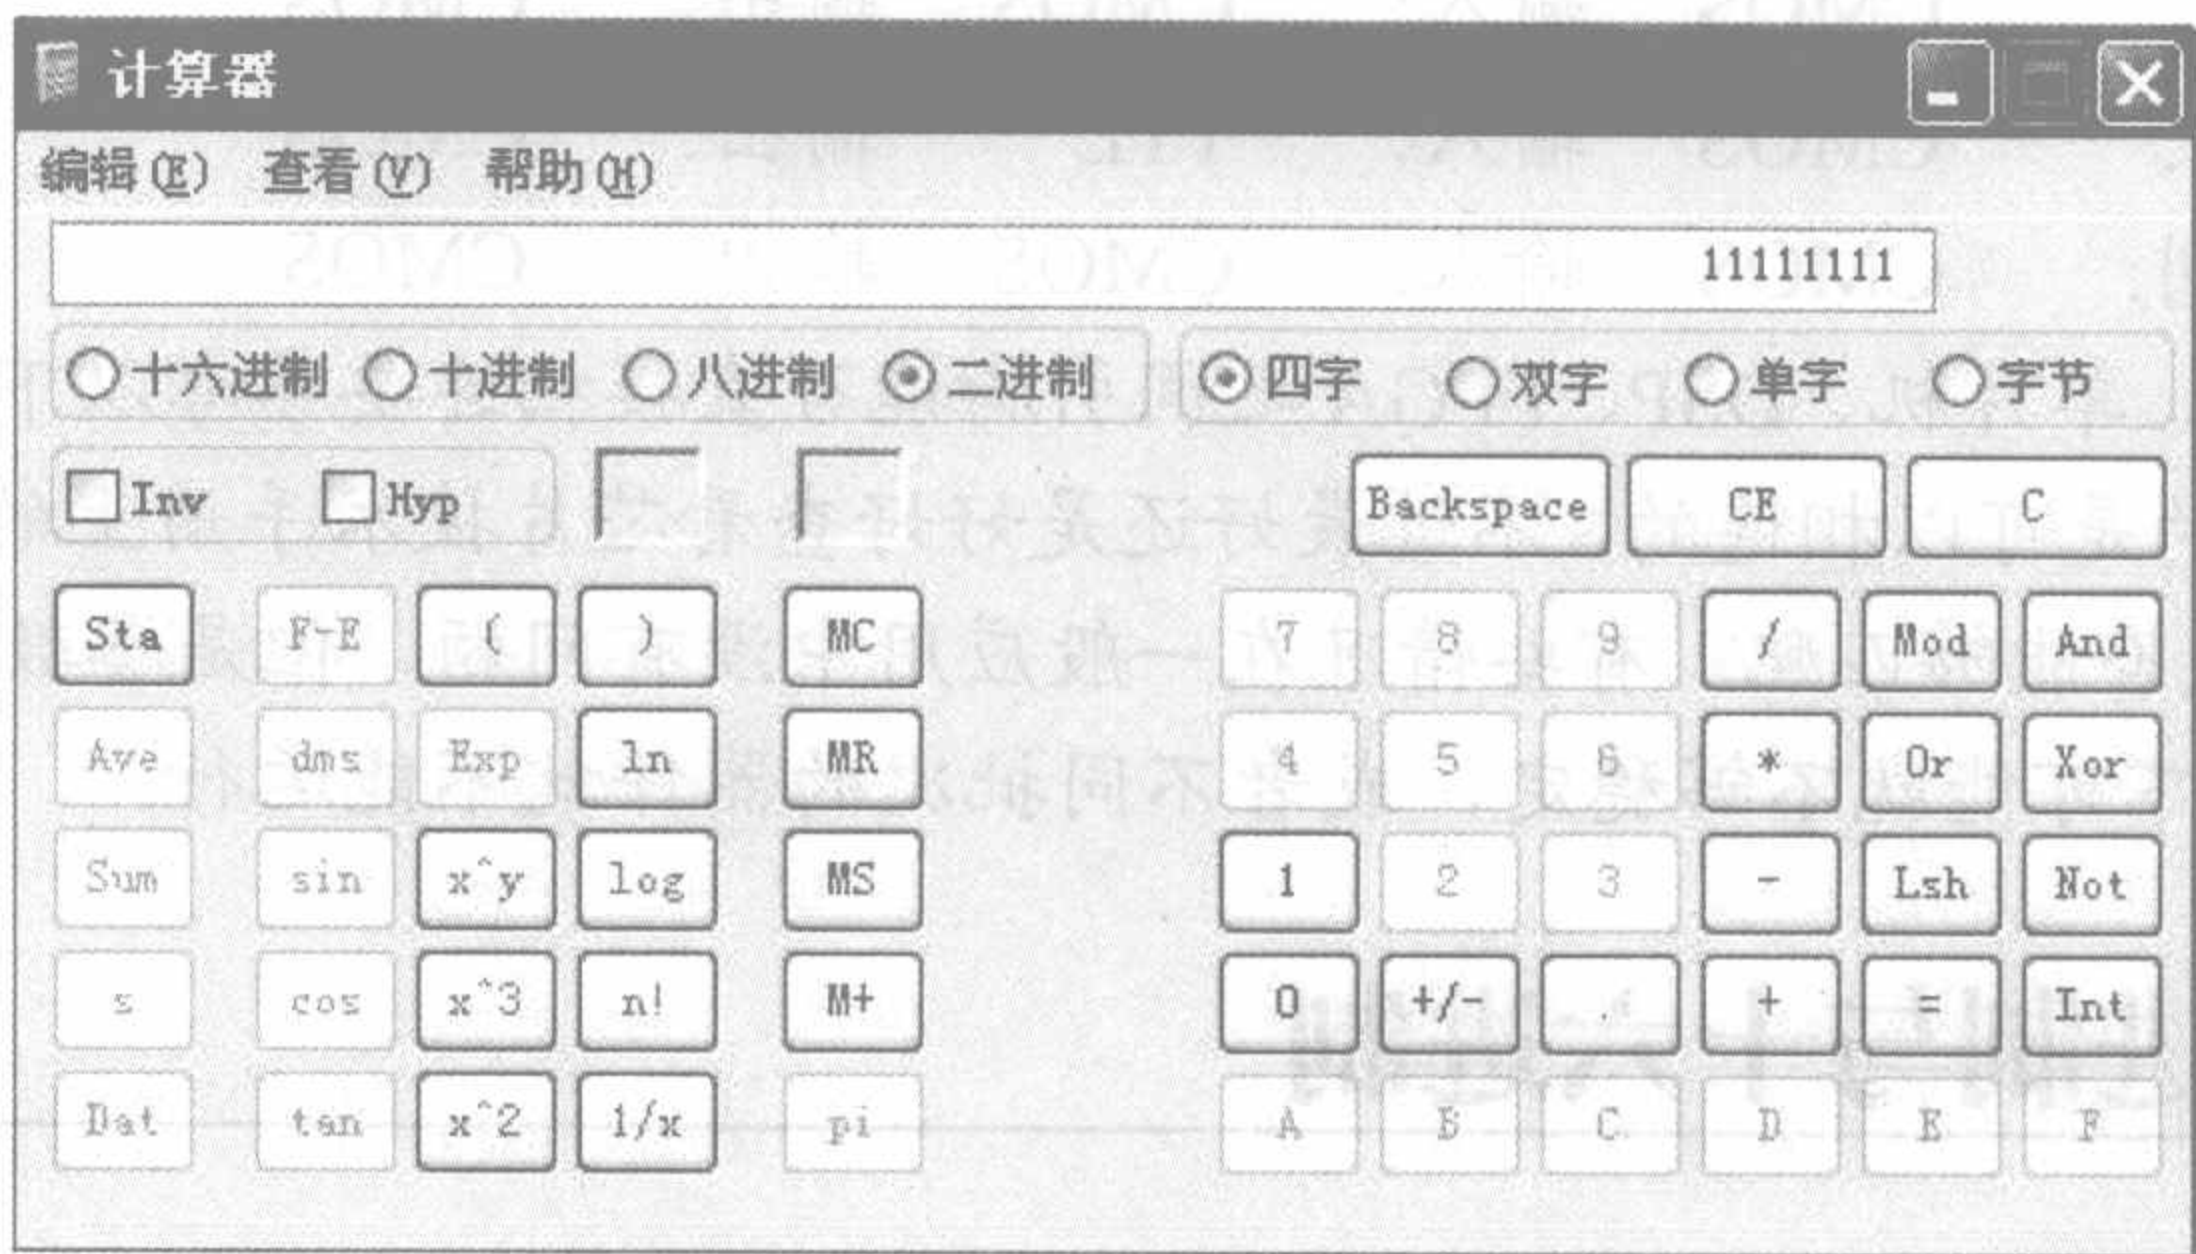 计算器
编辑(E) 查看(V) 帮助(H)
11111111
十六进制 十进制 八进制 二进制 四字 双字 单字 字节
Inv Hyp Backspace CE C
Sta F-E ( ) MC 7 8 9 / Mod And
Ave dms Exp ln MR 4 5 6 * Or Xor
Sum sin x^y log MS 1 2 3 - Lsh Not
s cos x^3 n! M+ 0 +/- . + = Int
Dat tan x^2 1/x pi A B C D E F